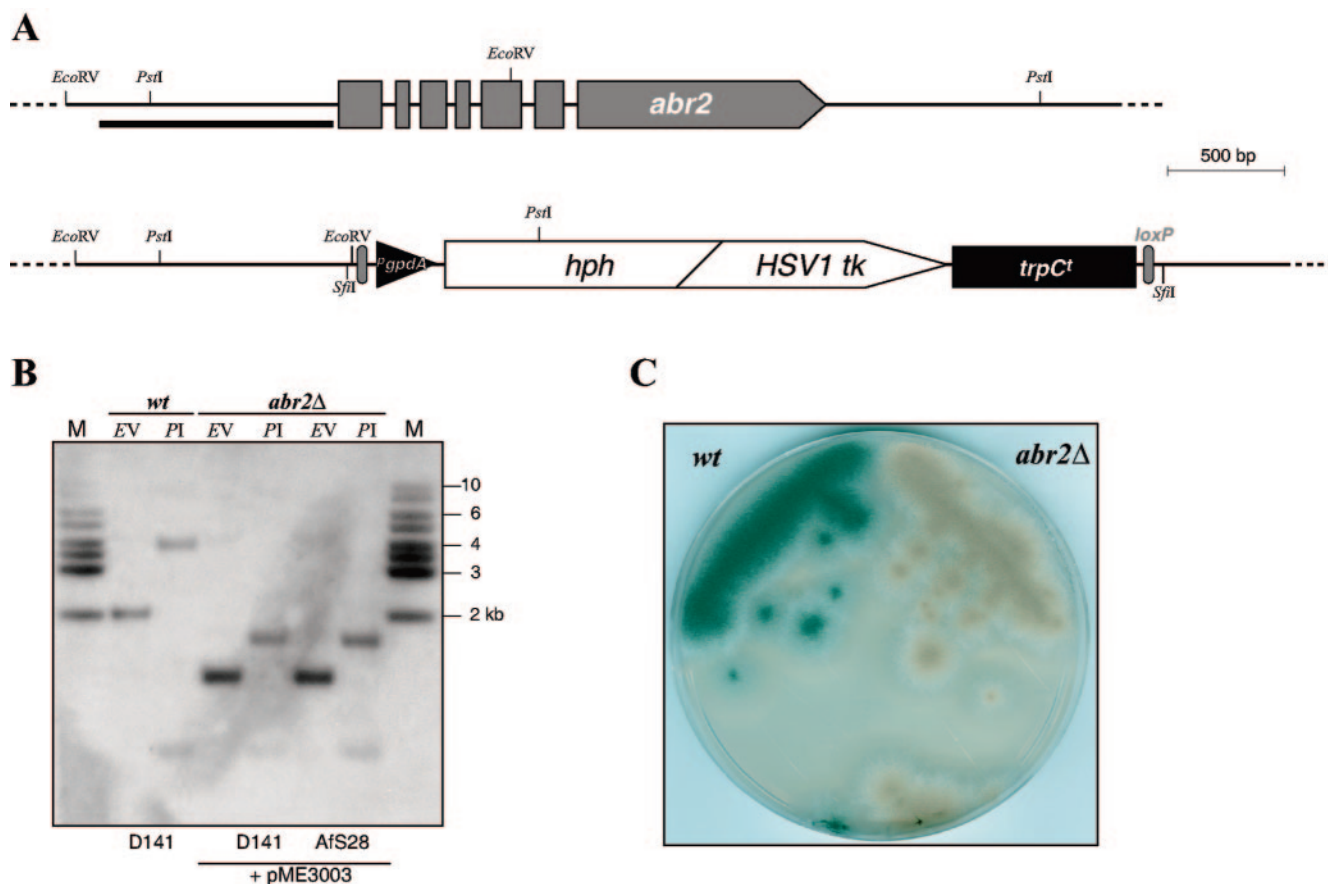 A
EcoRV
PstI
EcoRV
PstI
abr2
500 bp
EcoRV
PstI
EcoRV
PstI
loxP
SfiI
PgpdA
hph
HSV1 tk
trpCt
SfiI
B
wt
abr2Δ
M EV PI EV PI EV PI M
10
6
4
3
2 kb
D141 D141 AfS28
+ pME3003
C
wt
abr2Δ